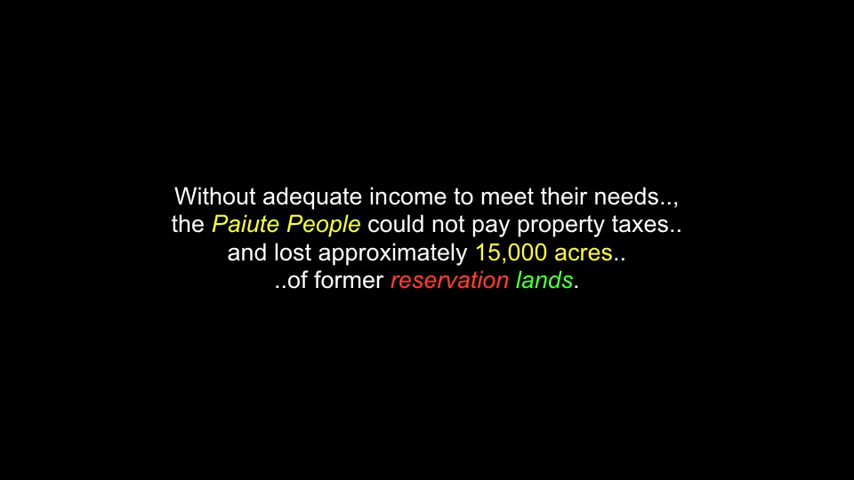 Without adequate income to meet their needs..,
the Paiute People could not pay property taxes..
and lost approximately 15,000 acres..
..of former reservation lands.